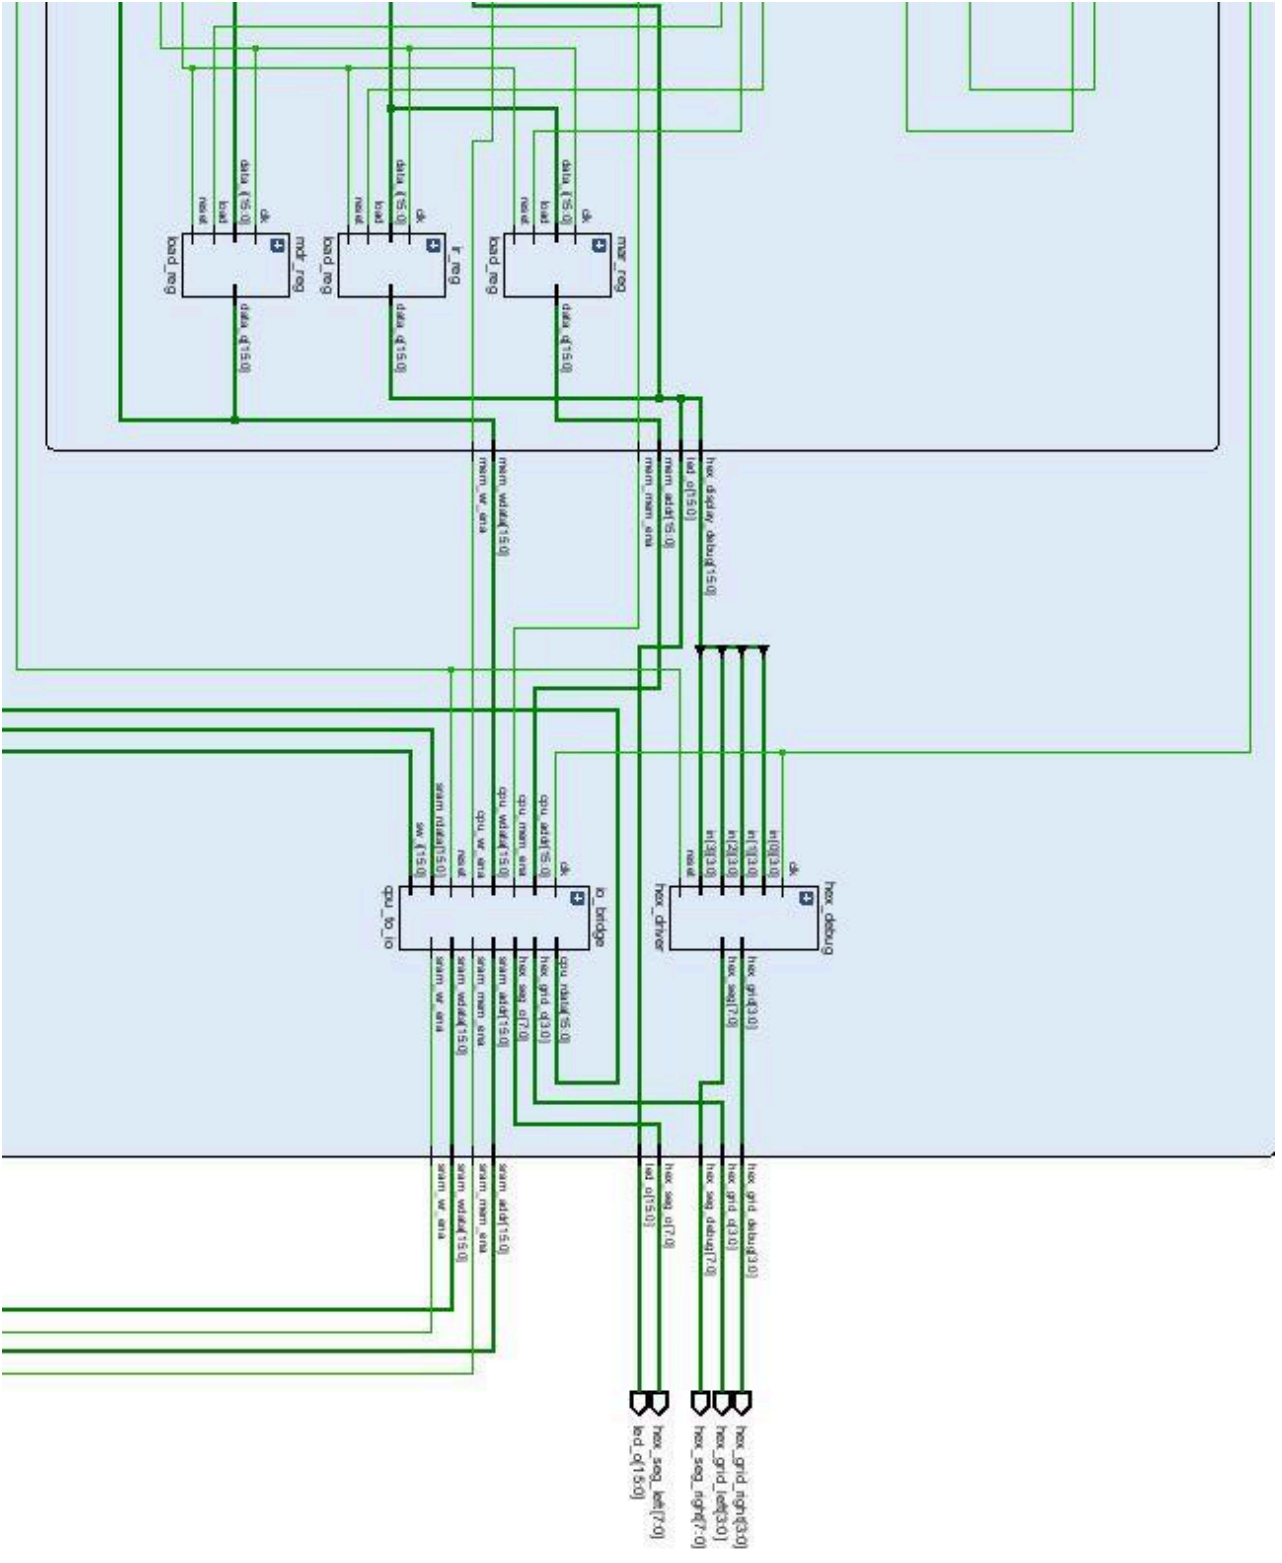 reset
load
data_i[15:0]
clk
load_reg
mdr_reg
data_q[15:0]
reset
load
data_i[15:0]
clk
load_reg
ir_reg
data_q[15:0]
reset
load
data_i[15:0]
clk
load_reg
mar_reg
data_q[15:0]
mem_wr_ena
mem_wdata[15:0]
mem_mem_ena
mem_addr[15:0]
led_o[15:0]
hex_display_debug[15:0]
sw_i[15:0]
sram_rdata[15:0]
reset
cpu_wr_ena
cpu_wdata[15:0]
cpu_mem_ena
cpu_addr[15:0]
clk
cpu_to_io
io_bridge
sram_wr_ena
sram_wdata[15:0]
sram_mem_ena
sram_addr[15:0]
hex_seg_o[7:0]
hex_grid_o[3:0]
cpu_rdata[15:0]
reset
in[3][3:0]
in[2][3:0]
in[1][3:0]
in[0][3:0]
clk
hex_driver
hex_debug
hex_seg[7:0]
hex_grid[3:0]
sram_wr_ena
sram_wdata[15:0]
sram_mem_ena
sram_addr[15:0]
led_o[15:0]
hex_seg_o[7:0]
hex_seg_debug[7:0]
hex_grid_o[3:0]
hex_grid_debug[3:0]
led_o[15:0]
hex_seg_left[7:0]
hex_seg_right[7:0]
hex_grid_left[3:0]
hex_grid_right[3:0]